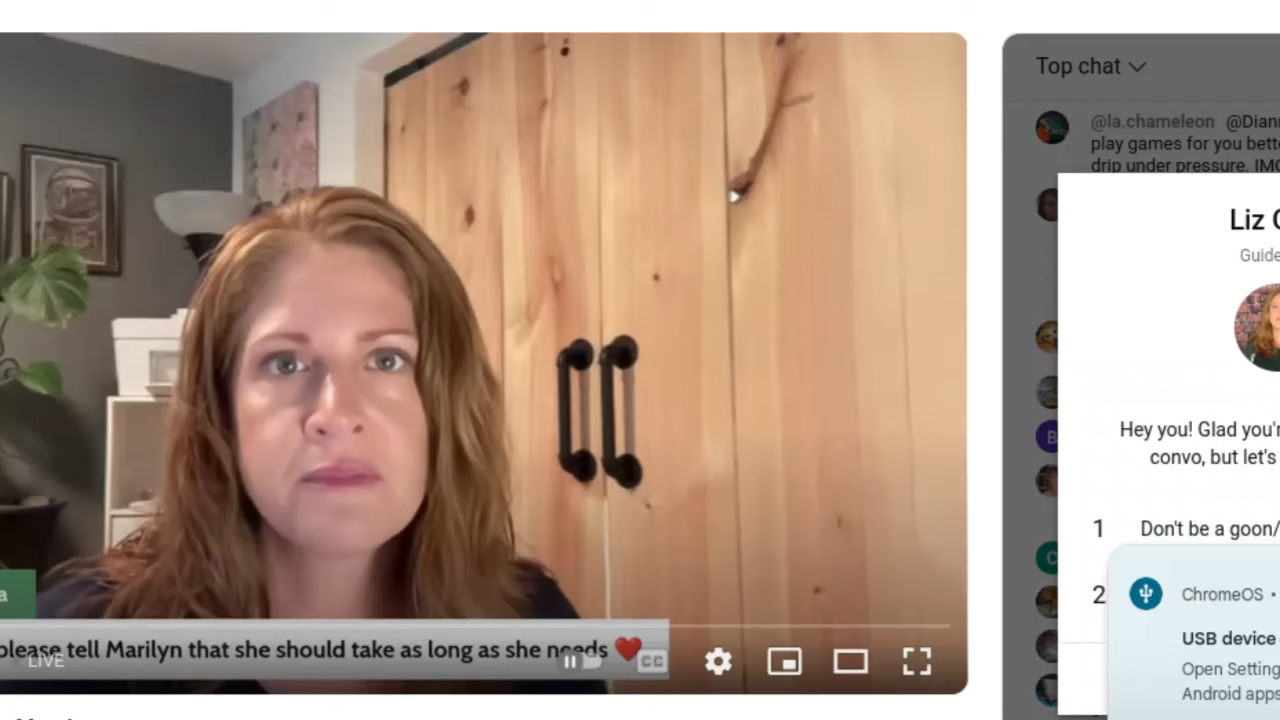 Top chat
@la.chameleon @Diann
play games for you bette
drip under pressure. IMO
Liz
Guide
Hey you! Glad you'r
convo, but let's
1 Don't be a goon/
2
ChromeOS •
USB device
Open Setting
Android apps
B
C
a
please tell Marilyn that she should take as long as she needs ❤️
LIVE
CC